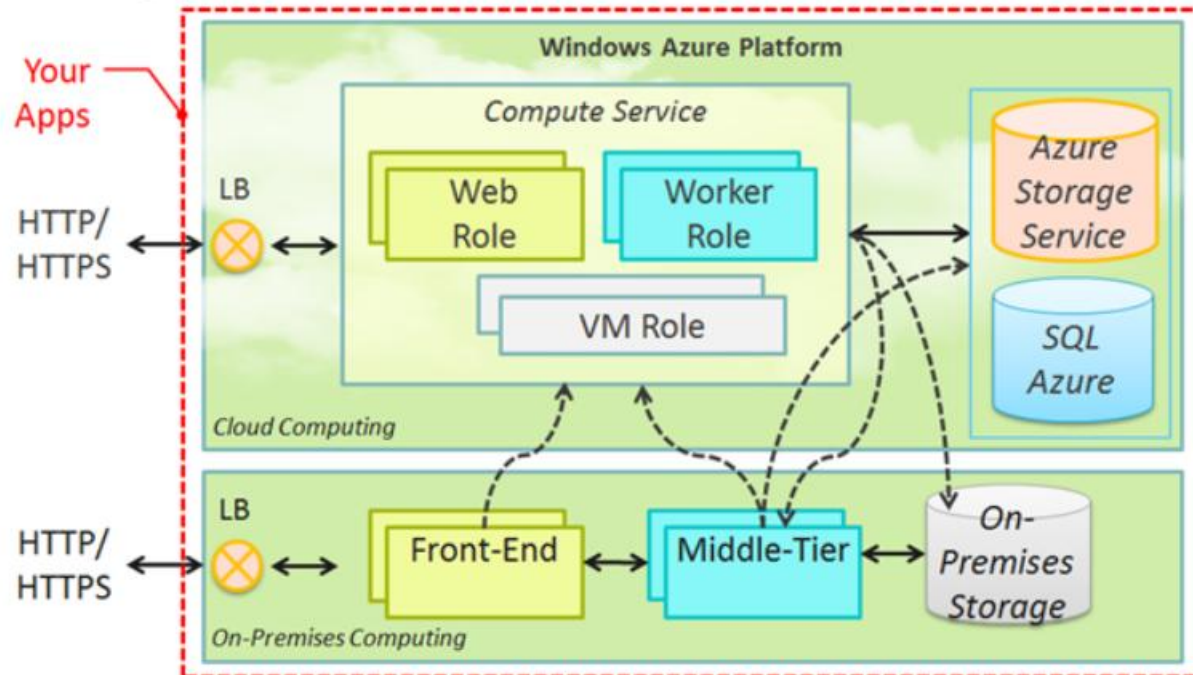 Windows Azure Platform
Your
Apps
Compute Service
Web
Role
Worker
Role
VM Role
Azure
Storage
Service
SQL
Azure
LB
HTTP/
HTTPS
Cloud Computing
LB
HTTP/
HTTPS
Front-End
Middle-Tier
On-
Premises
Storage
On-Premises Computing